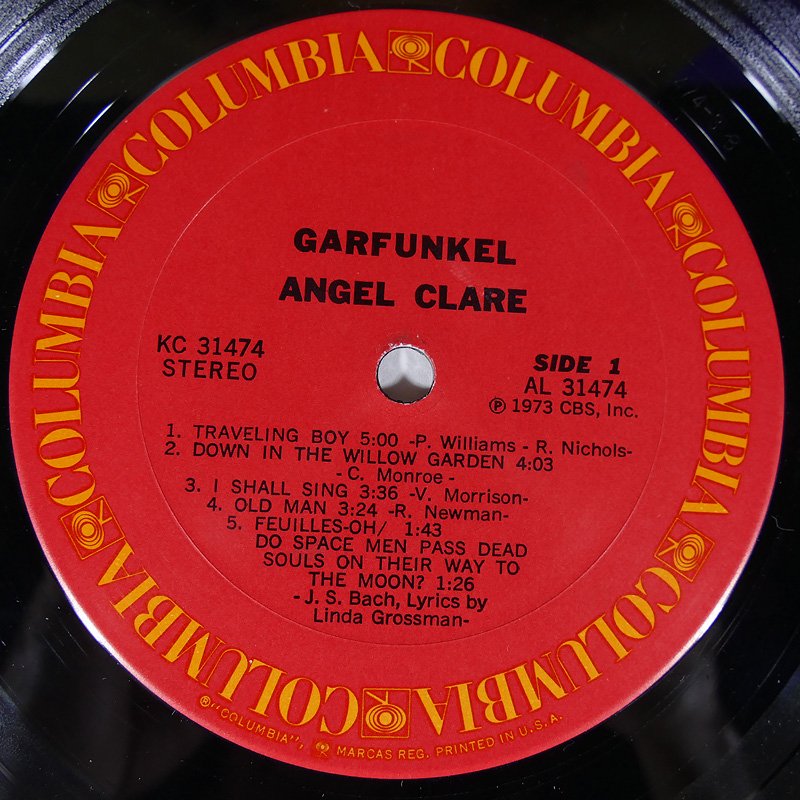 COLUMBIA COLUMBIA COLUMBIA COLUMBIA COLUMBIA COLUMBIA
GARFUNKEL
ANGEL CLARE
KC 31474
STEREO
SIDE 1
AL 31474
Ⓟ 1973 CBS, Inc.
1. TRAVELING BOY 5:00 -P. Williams - R. Nichols-
2. DOWN IN THE WILLOW GARDEN 4:03
- C. Monroe -
3. I SHALL SING 3:36 -V. Morrison-
4. OLD MAN 3:24 -R. Newman-
5. FEUILLES-OH/ 1:43
DO SPACE MEN PASS DEAD
SOULS ON THEIR WAY TO
THE MOON? 1:26
- J. S. Bach, Lyrics by
Linda Grossman-
®"COLUMBIA", MARCAS REG. PRINTED IN U.S.A.